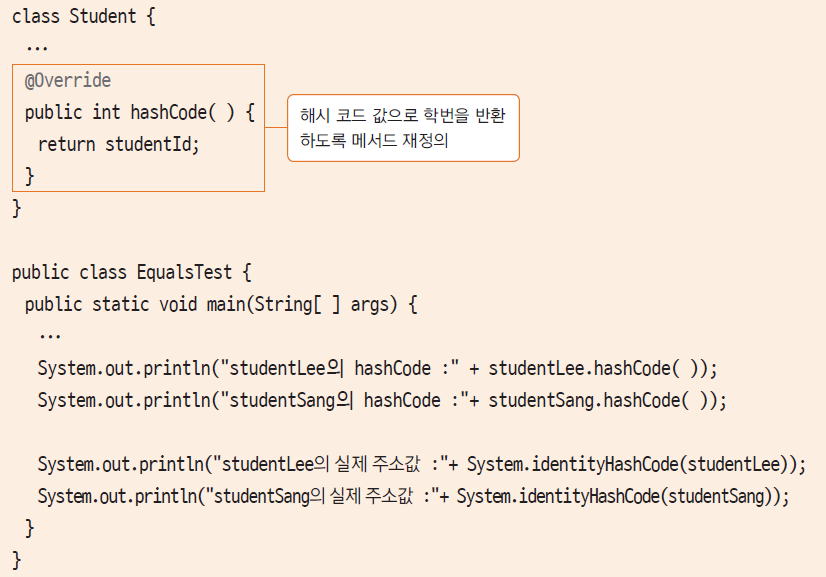 class Student {
...
@Override
public int hashCode( ) {
return studentId;
}
}
해시 코드 값으로 학번을 반환
하도록 메서드 재정의
public class EqualsTest {
public static void main(String[ ] args) {
...
System.out.println("studentLee의 hashCode :" + studentLee.hashCode( ));
System.out.println("studentSang의 hashCode :"+ studentSang.hashCode( ));
System.out.println("studentLee의 실제 주소값 :"+ System.identityHashCode(studentLee));
System.out.println("studentSang의 실제 주소값 :"+ System.identityHashCode(studentSang));
}
}